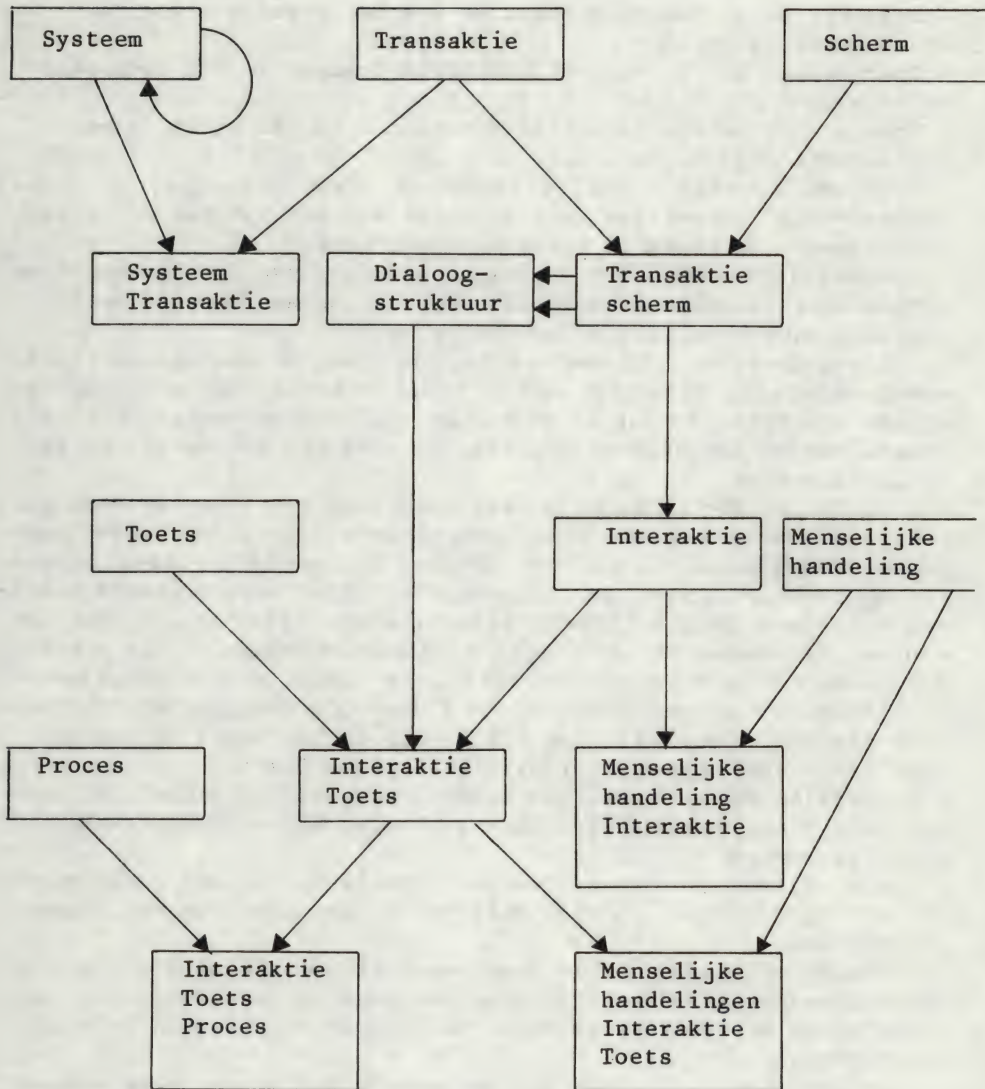 Systeem
Transaktie
Scherm
Systeem
Transaktie
Dialoog-
struktuur
Transaktie
scherm
Toets
Interaktie
Menselijke
handeling
Proces
Interaktie
Toets
Menselijke
handeling
Interaktie
Interaktie
Toets
Proces
Menselijke
handelingen
Interaktie
Toets